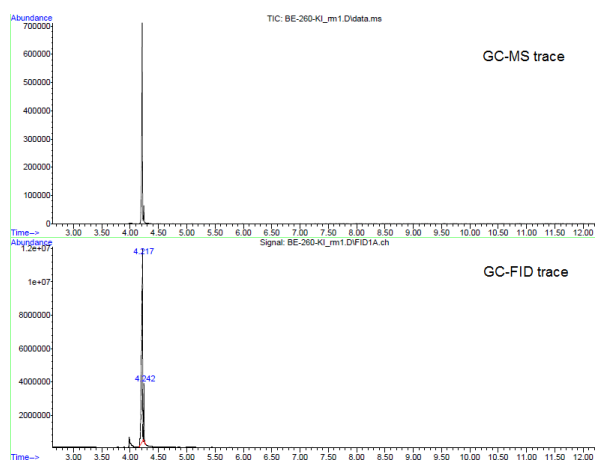 Abundance
TIC: BE-260-KI_rm1.D\data.ms
GC-MS trace
700000
600000
500000
400000
300000
200000
100000
0
3.00 3.50 4.00 4.50 5.00 5.50 6.00 6.50 7.00 7.50 8.00 8.50 9.00 9.50 10.00 10.50 11.00 11.50 12.00
Time-->
Abundance
Signal: BE-260-KI_rm1.D\FID1A.ch
1.2e+07
4.217
GC-FID trace
1e+07
8000000
6000000
4.242
4000000
2000000
3.00 3.50 4.00 4.50 5.00 5.50 6.00 6.50 7.00 7.50 8.00 8.50 9.00 9.50 10.00 10.50 11.00 11.50 12.00
Time-->